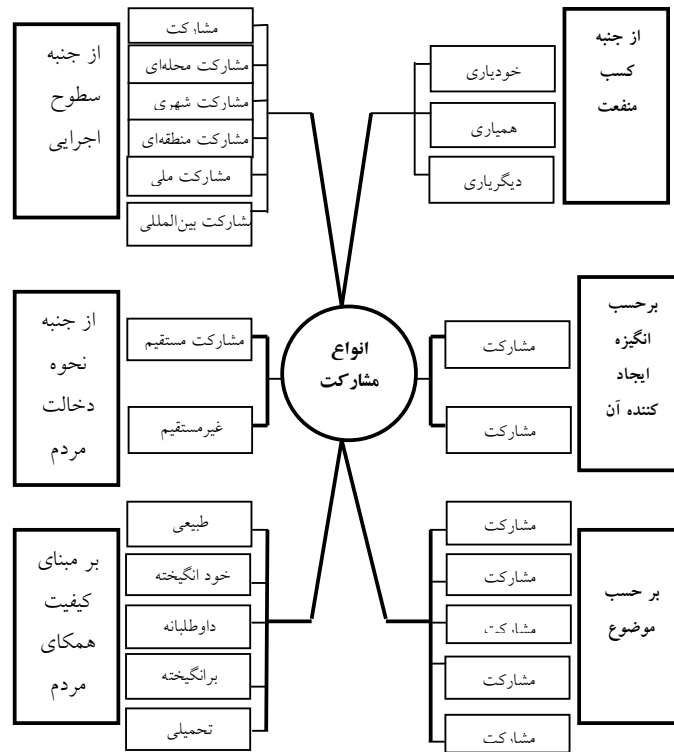 از جنبه
کسب
منفعت
خودیاری
همیاری
دیگریاری
از جنبه
سطوح
اجرایی
مشارکت
مشارکت محله‌ای
مشارکت شهری
مشارکت منطقه‌ای
مشارکت ملی
مشارکت بین‌المللی
انواع
مشارکت
برحسب
انگیزه
ایجاد
کننده آن
مشارکت
مشارکت
از جنبه
نحوه
دخالت
مردم
مشارکت مستقیم
غیرمستقیم
بر حسب
موضوع
مشارکت
مشارکت
مشارکت
مشارکت
مشارکت
بر مبنای
کیفیت
همکای
مردم
طبیعی
خود انگیخته
داوطلبانه
برانگیخته
تحمیلی